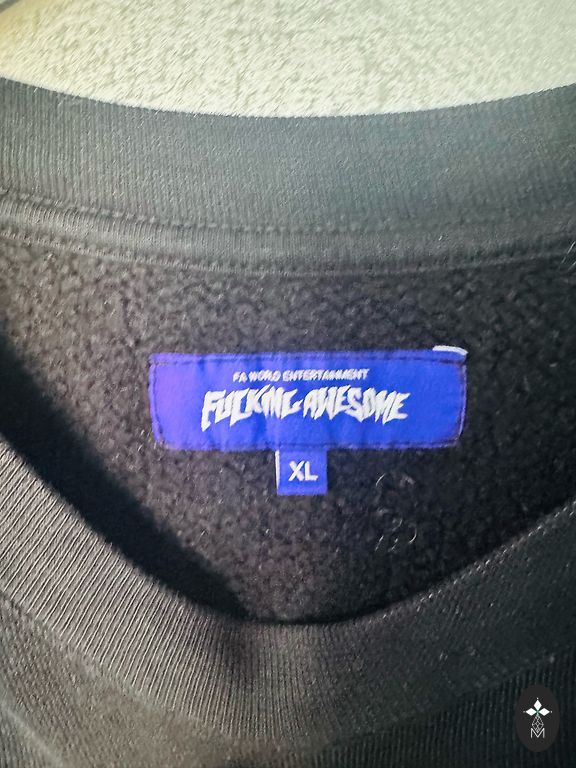 FA WORLD ENTERTAINMENT
FUCKING AWESOME
XL
M